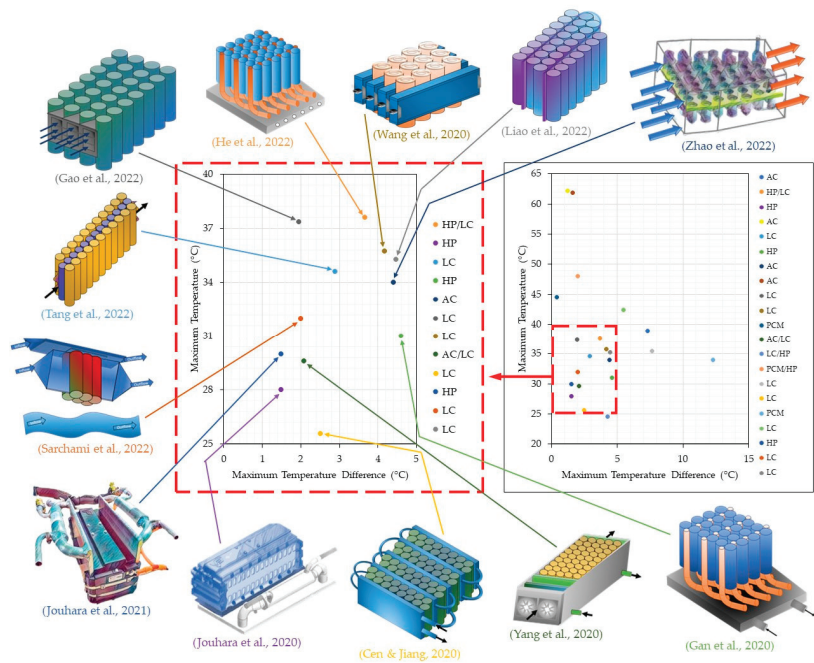 (Gao et al., 2022)
(He et al., 2022)
(Wang et al., 2020)
(Liao et al., 2022)
(Zhao et al., 2022)
(Tang et al., 2022)
(Sarchami et al., 2022)
(Jouhara et al., 2021)
(Jouhara et al., 2020)
(Cen & Jiang, 2020)
(Yang et al., 2020)
(Gan et al., 2020)
Maximum Temperature (°C)
40
37
34
31
28
25
0
1
2
3
4
5
Maximum Temperature Difference (°C)
HP/LC
HP
LC
HP
AC
LC
LC
AC/LC
LC
HP
LC
LC
Maximum Temperature (°C)
65
60
55
50
45
40
35
30
25
20
0
5
10
15
Maximum Temperature Difference (°C)
AC
HP/LC
HP
AC
LC
HP
AC
AC
LC
LC
PCM
AC/LC
LC/HP
PCM/HP
LC
LC
PCM
LC
HP
LC
LC